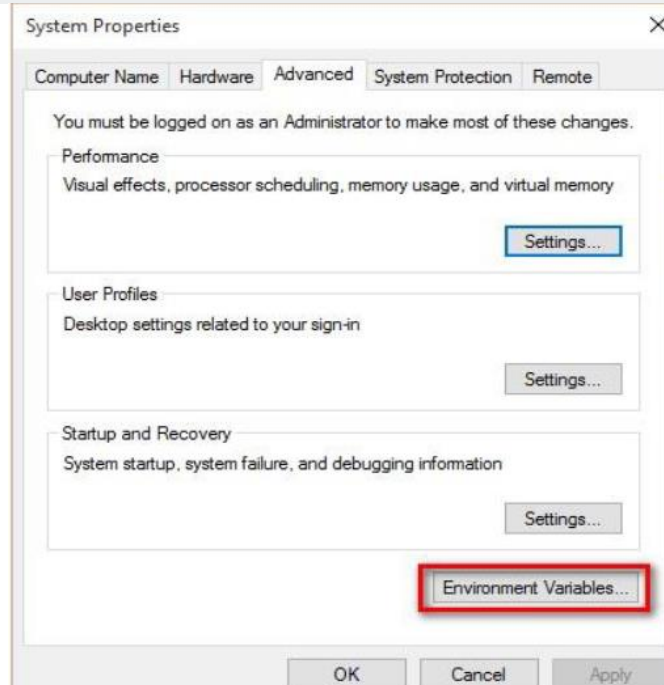 System Properties
Computer Name Hardware Advanced System Protection Remote
You must be logged on as an Administrator to make most of these changes.
Performance
Visual effects, processor scheduling, memory usage, and virtual memory
Settings...
User Profiles
Desktop settings related to your sign-in
Settings...
Startup and Recovery
System startup, system failure, and debugging information
Settings...
Environment Variables...
OK Cancel Apply